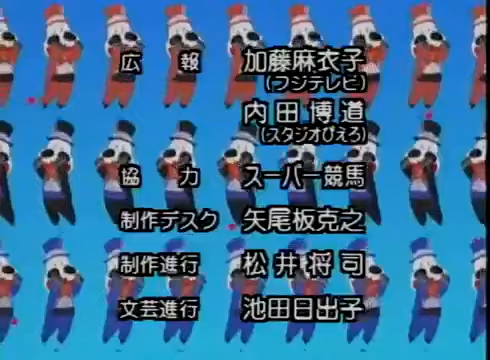 広報 加藤麻衣子
(フジテレビ)
内田博道
(スタジオぴえろ)
協力 スーパー競馬
制作デスク 矢尾板克之
制作進行 松井将司
文芸進行 池田日出子